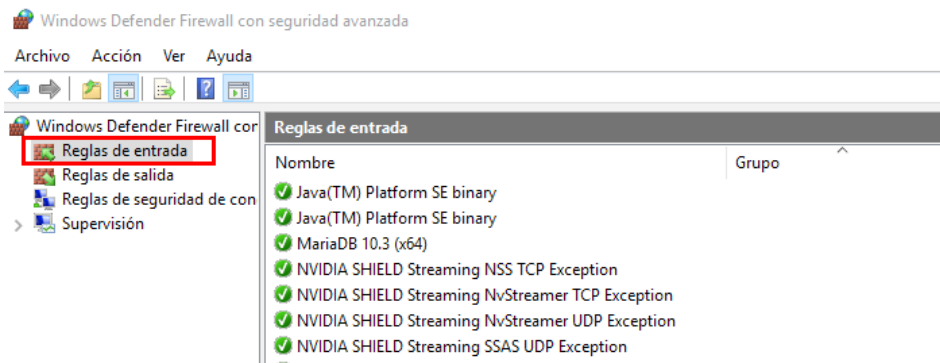 Windows Defender Firewall con seguridad avanzada
Archivo Acción Ver Ayuda
Windows Defender Firewall con
Reglas de entrada
Reglas de salida
Reglas de seguridad de con
Supervisión
Reglas de entrada
Nombre Grupo
Java(TM) Platform SE binary
Java(TM) Platform SE binary
MariaDB 10.3 (x64)
NVIDIA SHIELD Streaming NSS TCP Exception
NVIDIA SHIELD Streaming NvStreamer TCP Exception
NVIDIA SHIELD Streaming NvStreamer UDP Exception
NVIDIA SHIELD Streaming SSAS UDP Exception